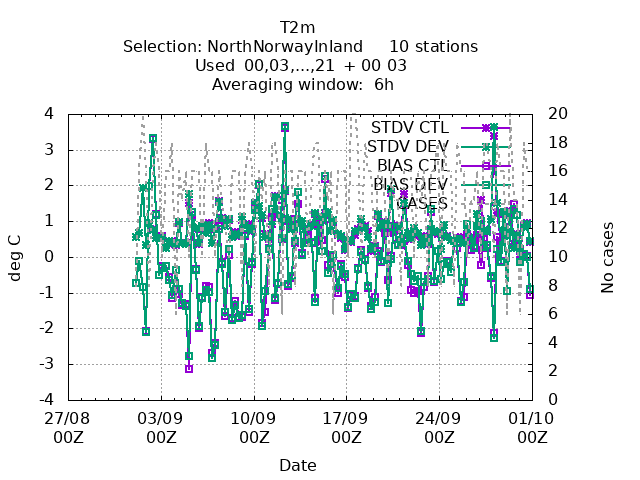 T2m
Selection: NorthNorwayInland 10 stations
Used 00,03,...,21 + 00 03
Averaging window: 6h
STDV CTL
STDV DEV
BIAS CTL
BIAS DEV
CASES
deg C
4
3
2
1
0
-1
-2
-3
-4
No cases
20
18
16
14
12
10
8
6
4
2
0
27/08 03/09 10/09 17/09 24/09 01/10
00Z 00Z 00Z 00Z 00Z 00Z
Date